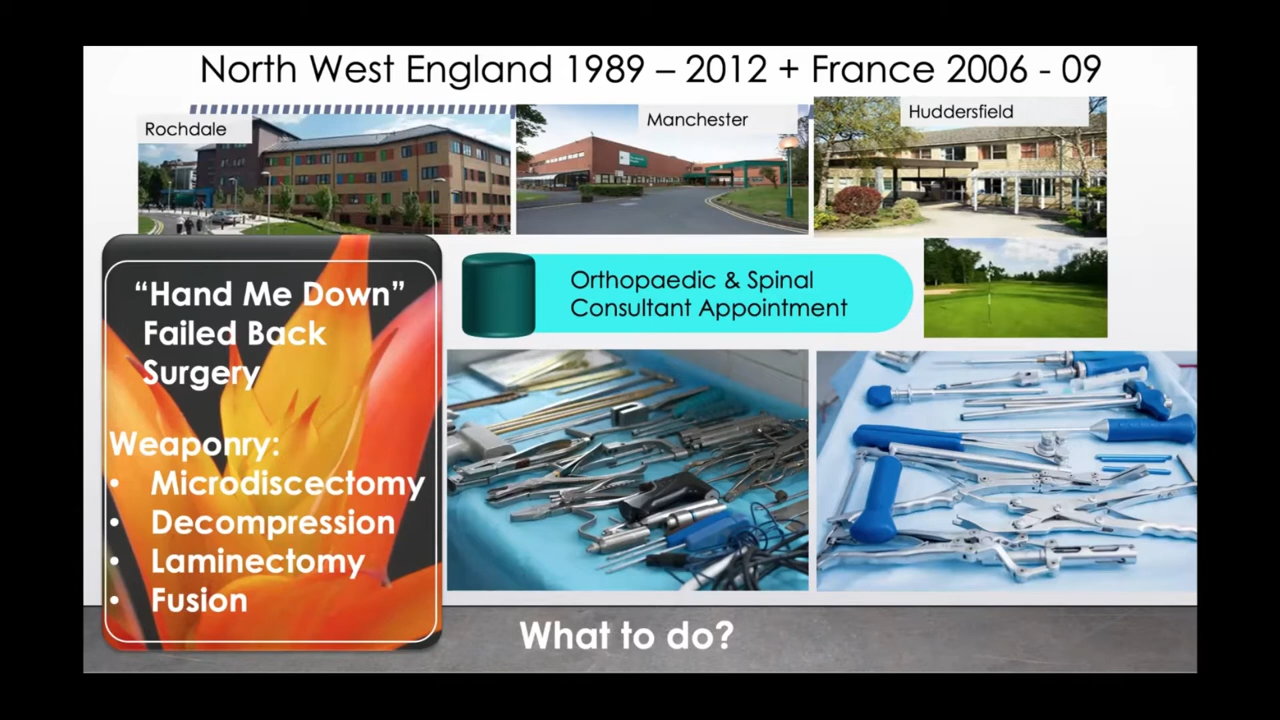 North West England 1989 – 2012 + France 2006 - 09
Rochdale
Manchester
Huddersfield
“Hand Me Down”
Failed Back
Surgery
Orthopaedic & Spinal
Consultant Appointment
Weaponry:
• Microdiscectomy
• Decompression
• Laminectomy
• Fusion
What to do?